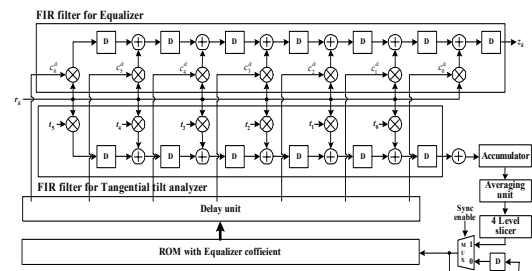 FIR filter for Equalizer
D D D D D D D z_k
c_6^d c_5^d c_4^d c_3^d c_2^d c_1^d c_0^d
r_k
t_5 t_4 t_3 t_2 t_1 t_0
D D D D D D
FIR filter for Tangential tilt analyzer
Accumulator
Averaging
unit
4 Level
slicer
Delay unit
Sync
enable
M
U
X
1
0
D
ROM with Equalizer cofficient